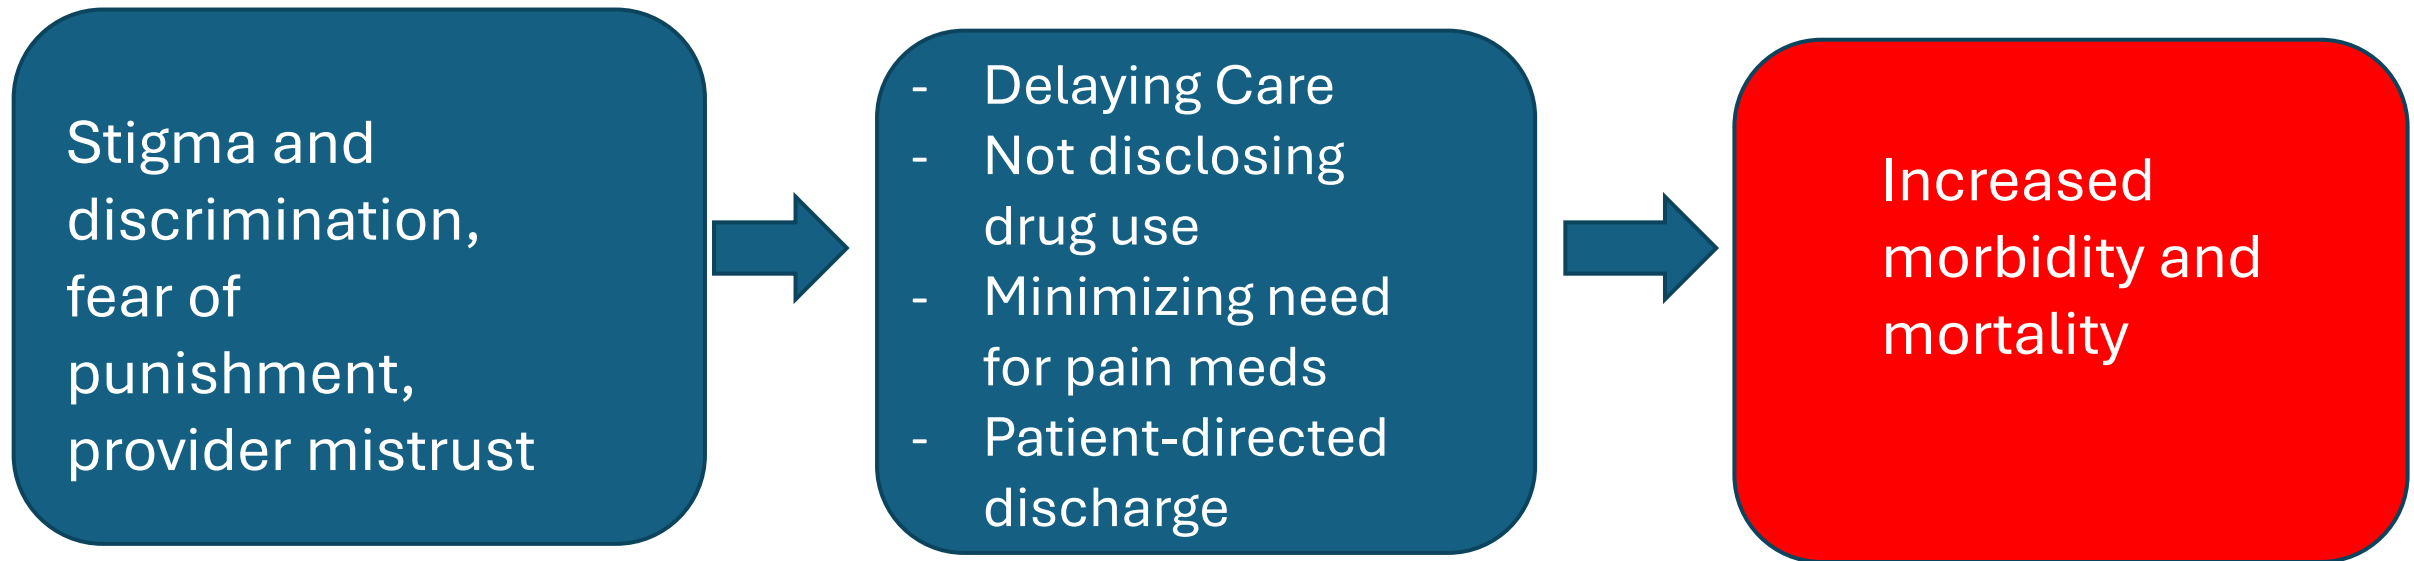 Stigma and
discrimination,
fear of
punishment,
provider mistrust
- Delaying Care
- Not disclosing
drug use
- Minimizing need
for pain meds
- Patient-directed
discharge
Increased
morbidity and
mortality